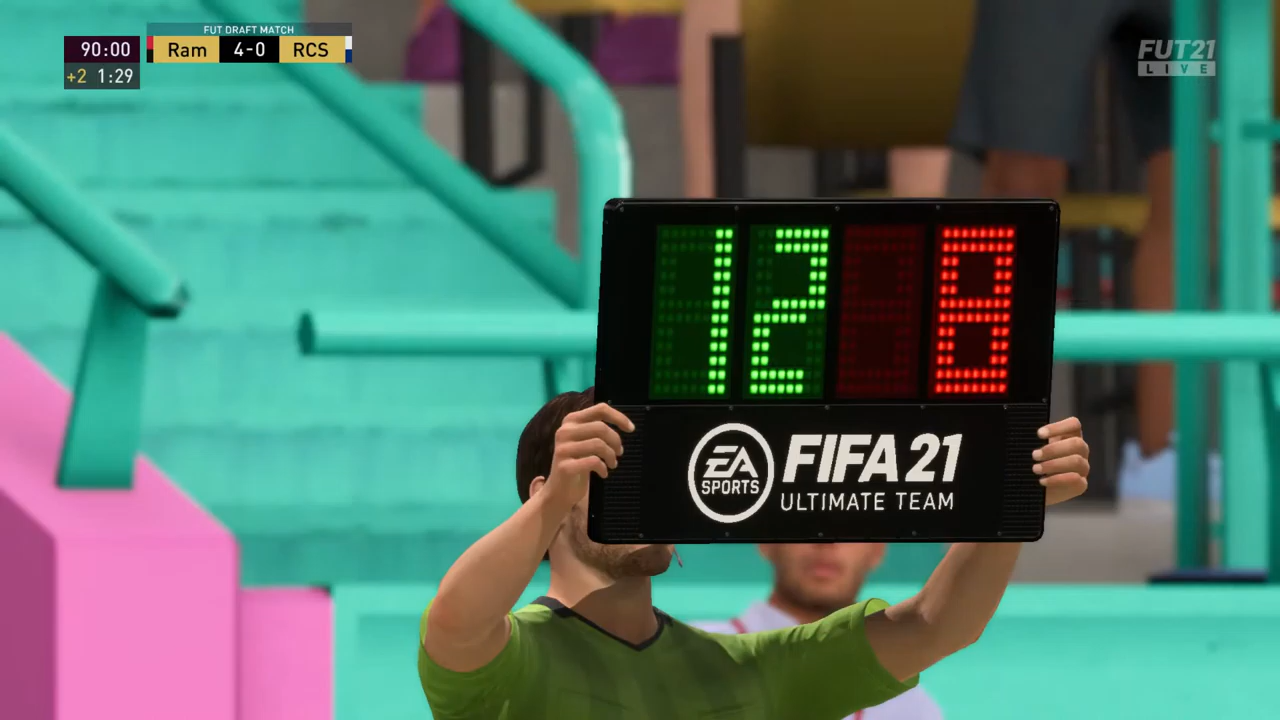 FUT DRAFT MATCH
90:00 Ram 4-0 RCS
+2 1:29
FUT21
LIVE
12 8
EA SPORTS
FIFA 21
ULTIMATE TEAM